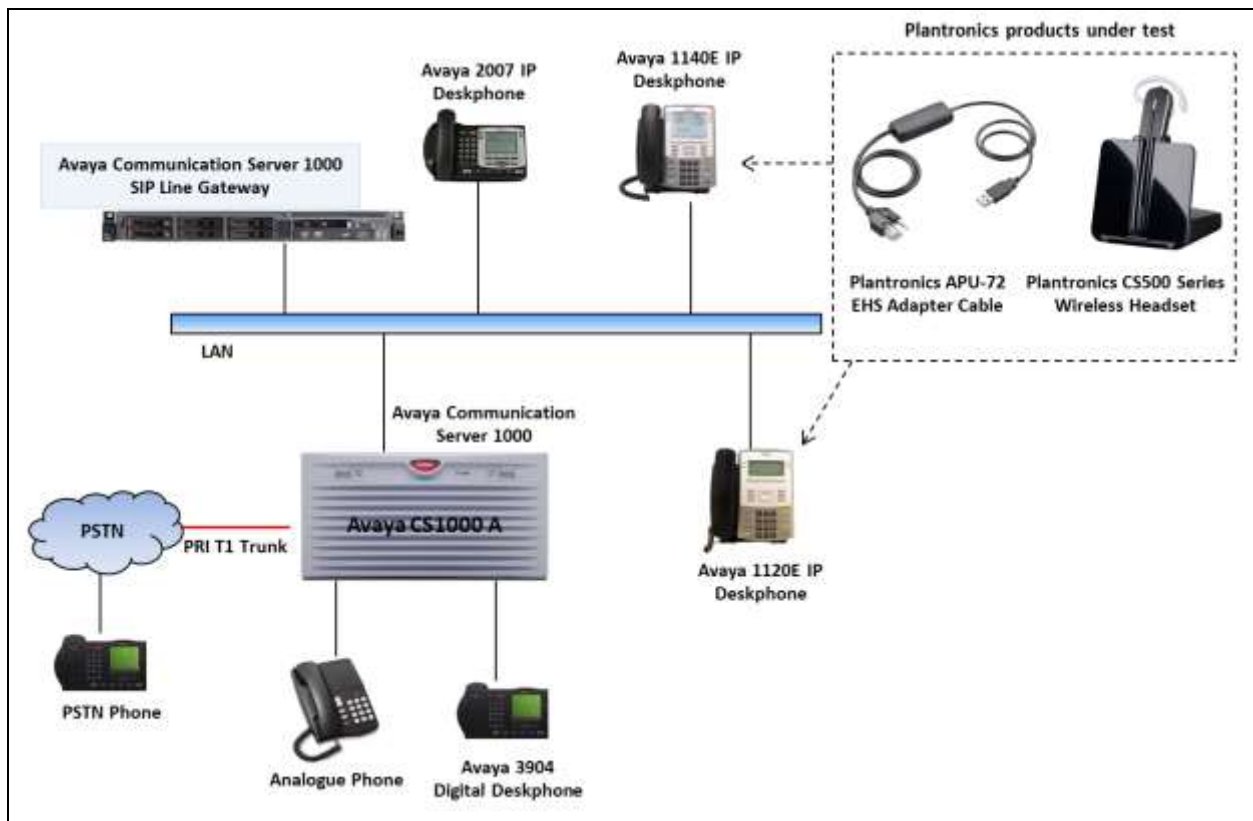 Plantronics products under test
Avaya 2007 IP
Deskphone
Avaya 1140E IP
Deskphone
Avaya Communication Server 1000
SIP Line Gateway
Plantronics APU-72
EHS Adapter Cable
Plantronics CS500 Series
Wireless Headset
LAN
Avaya Communication
Server 1000
Avaya CS1000 A
PSTN
PRI T1 Trunk
Avaya 1120E IP
Deskphone
PSTN Phone
Analogue Phone
Avaya 3904
Digital Deskphone